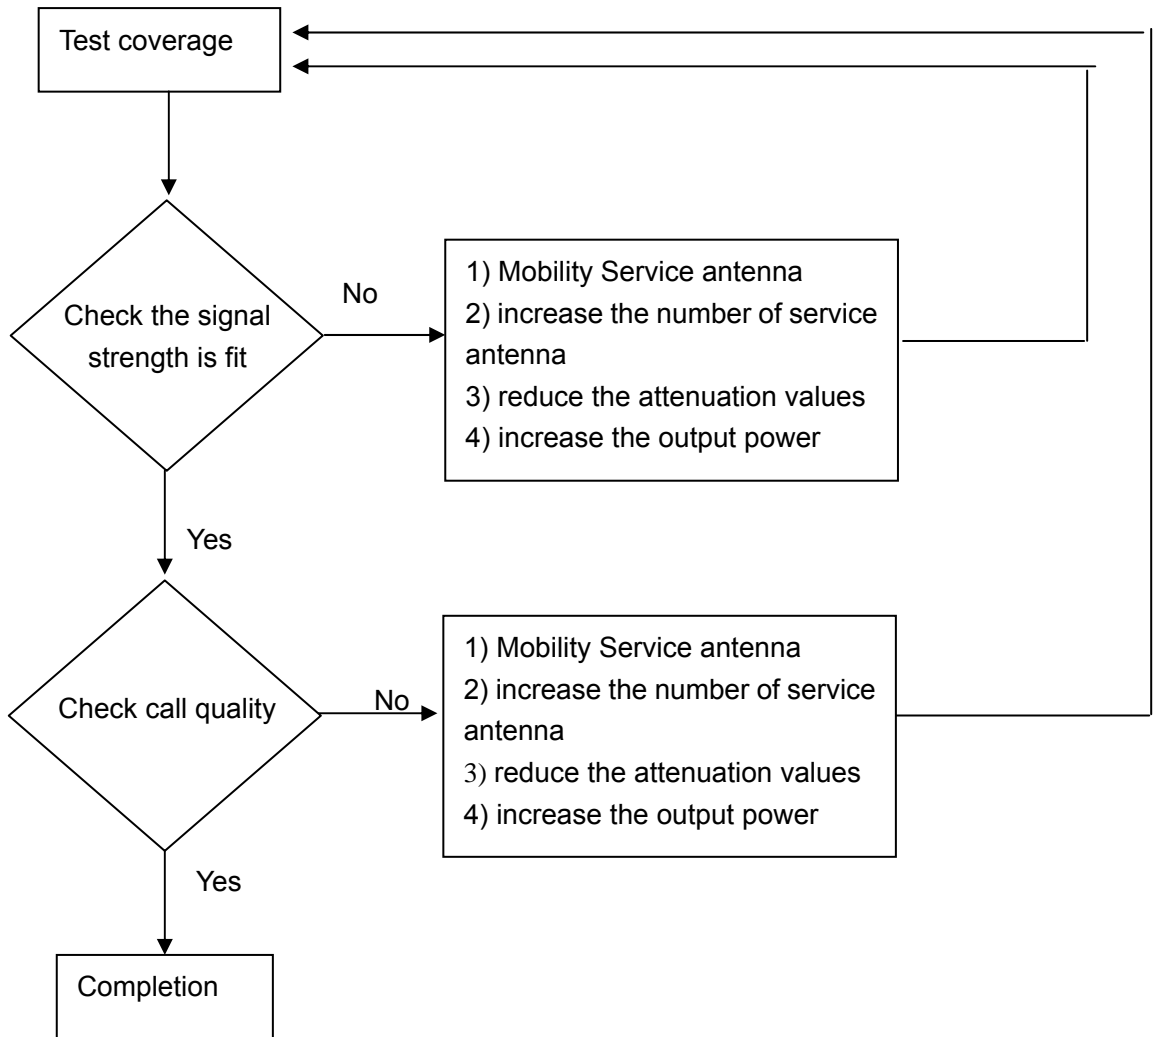 Test coverage
Check the signal
strength is fit
No
1) Mobility Service antenna
2) increase the number of service
antenna
3) reduce the attenuation values
4) increase the output power
Yes
Check call quality
No
1) Mobility Service antenna
2) increase the number of service
antenna
3) reduce the attenuation values
4) increase the output power
Yes
Completion